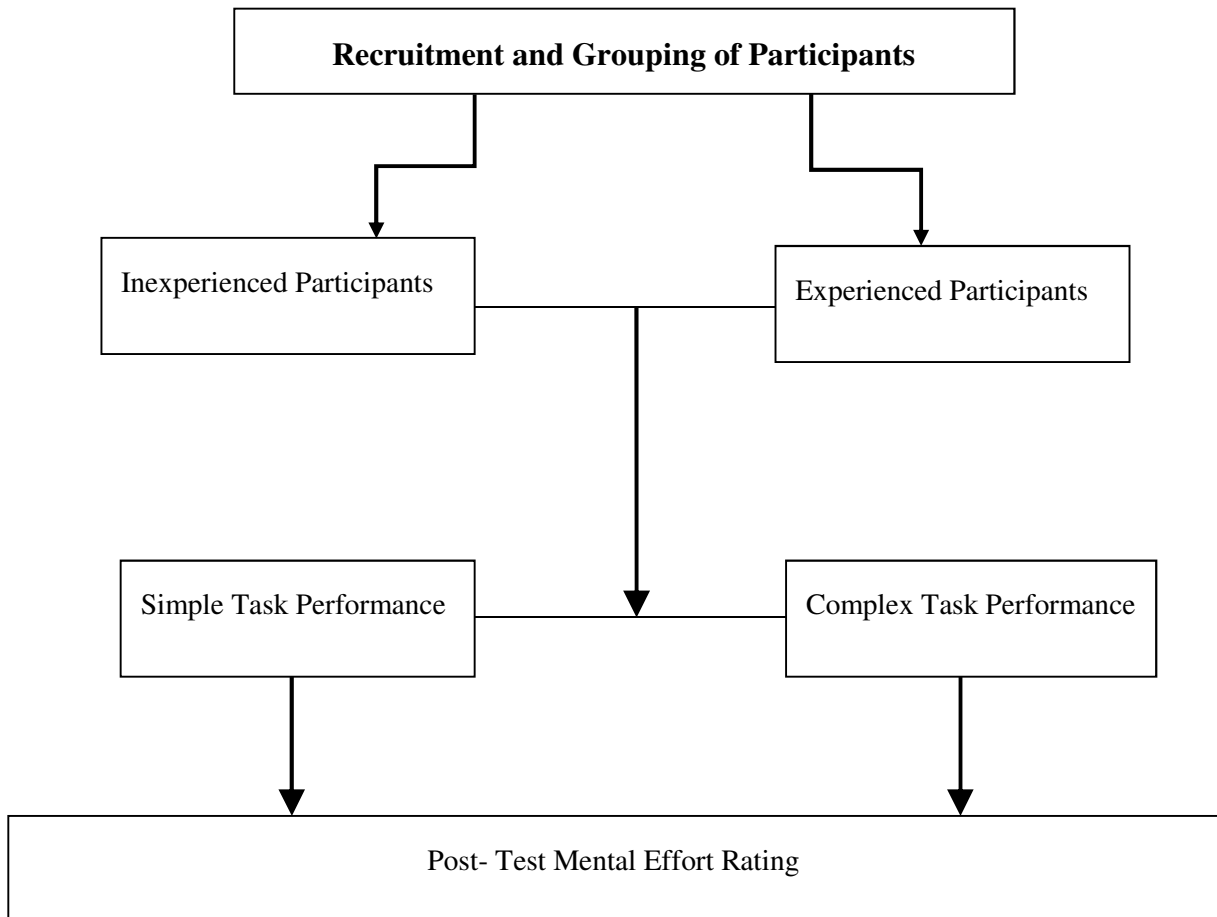 Recruitment and Grouping of Participants
Inexperienced Participants
Experienced Participants
Simple Task Performance
Complex Task Performance
Post- Test Mental Effort Rating